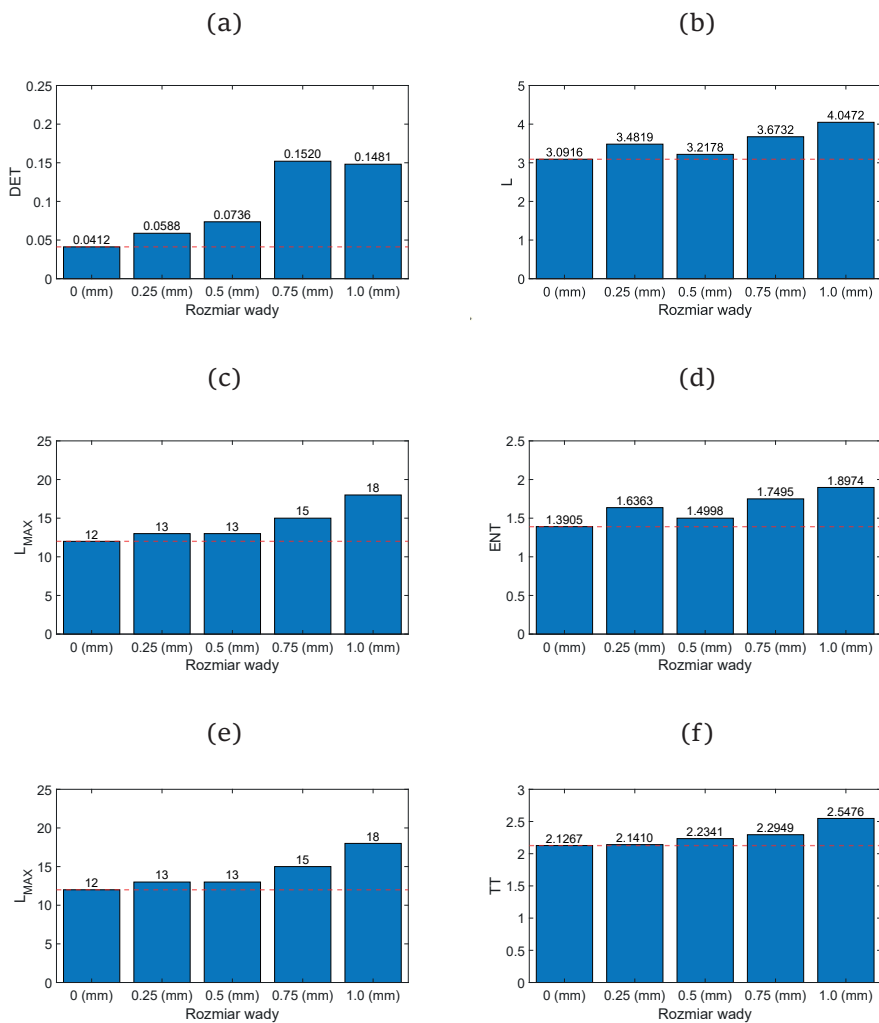 (a)
(b)
0.25
0.2
0.15
0.1
0.05
0
DET
0.0412
0.0588
0.0736
0.1520
0.1481
0 (mm) 0.25 (mm) 0.5 (mm) 0.75 (mm) 1.0 (mm)
Rozmiar wady
5
4
3
2
1
0
L
3.0916
3.4819
3.2178
3.6732
4.0472
0 (mm) 0.25 (mm) 0.5 (mm) 0.75 (mm) 1.0 (mm)
Rozmiar wady
(c)
(d)
25
20
15
10
5
0
L_MAX
12
13
13
15
18
0 (mm) 0.25 (mm) 0.5 (mm) 0.75 (mm) 1.0 (mm)
Rozmiar wady
2.5
2
1.5
1
0.5
0
ENT
1.3905
1.6363
1.4998
1.7495
1.8974
0 (mm) 0.25 (mm) 0.5 (mm) 0.75 (mm) 1.0 (mm)
Rozmiar wady
(e)
(f)
25
20
15
10
5
0
L_MAX
12
13
13
15
18
0 (mm) 0.25 (mm) 0.5 (mm) 0.75 (mm) 1.0 (mm)
Rozmiar wady
3
2.5
2
1.5
1
0.5
0
TT
2.1267
2.1410
2.2341
2.2949
2.5476
0 (mm) 0.25 (mm) 0.5 (mm) 0.75 (mm) 1.0 (mm)
Rozmiar wady